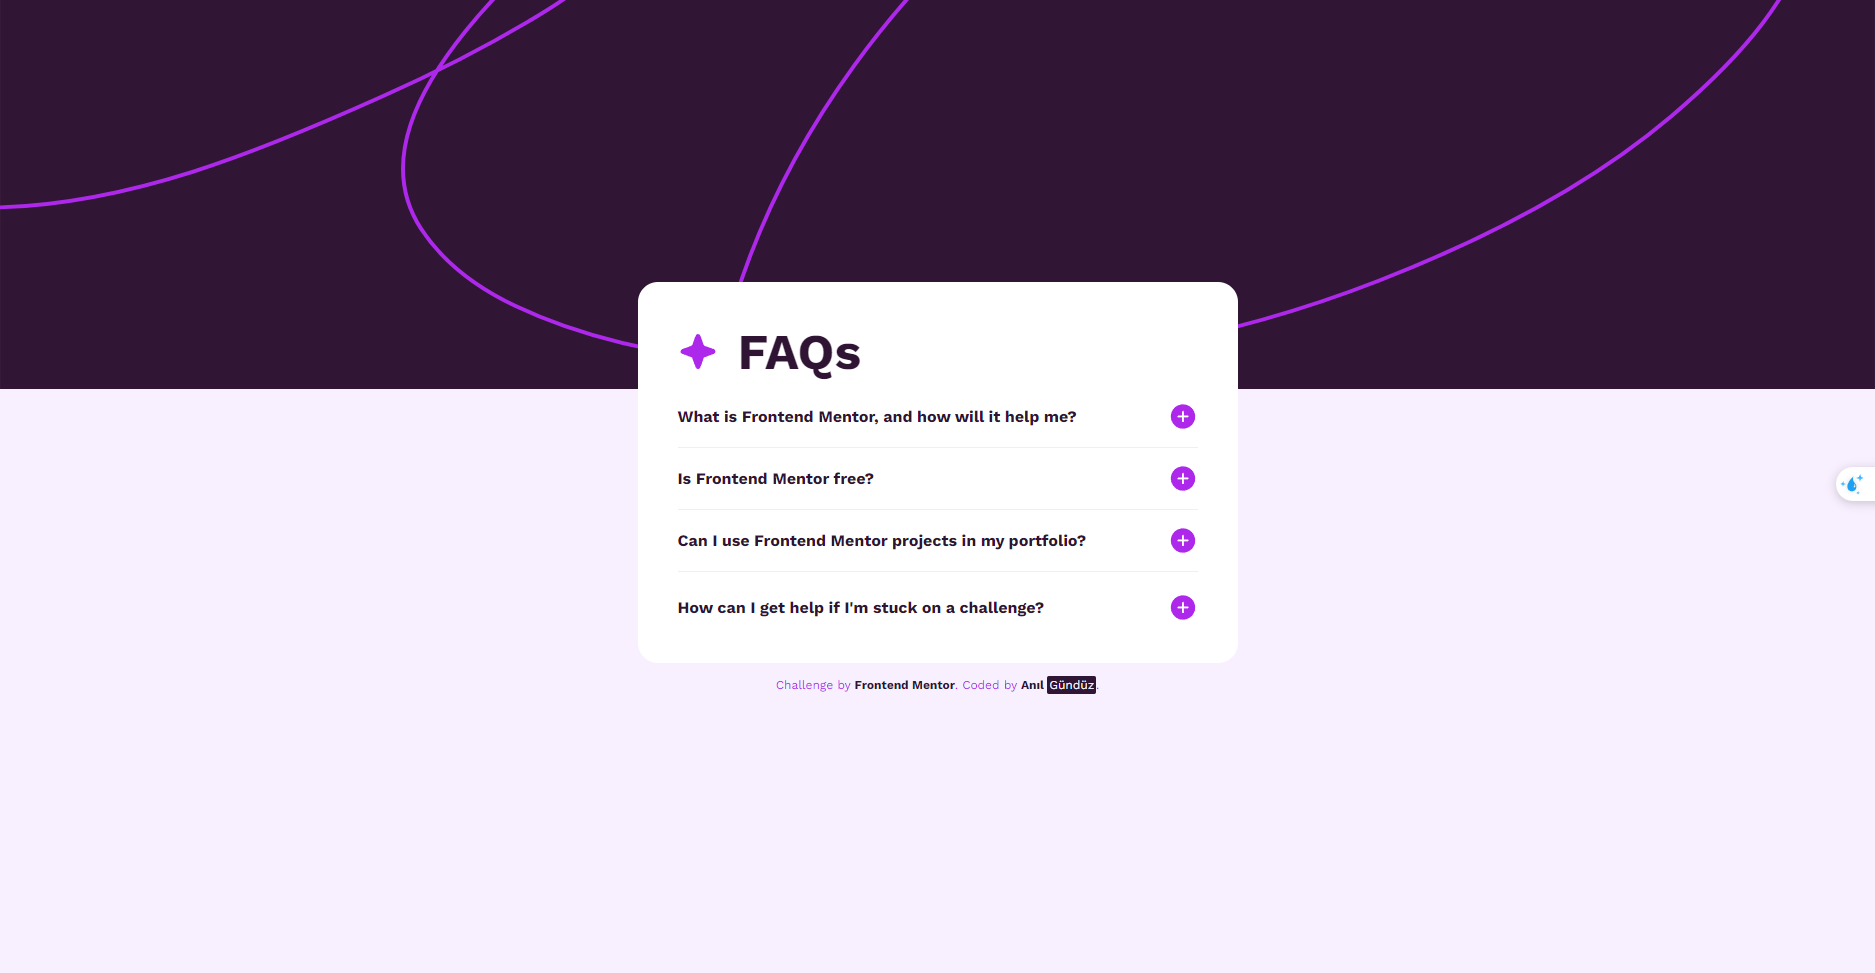 FAQs
What is Frontend Mentor, and how will it help me?
Is Frontend Mentor free?
Can I use Frontend Mentor projects in my portfolio?
How can I get help if I'm stuck on a challenge?
Challenge by Frontend Mentor. Coded by Anıl Gündüz.